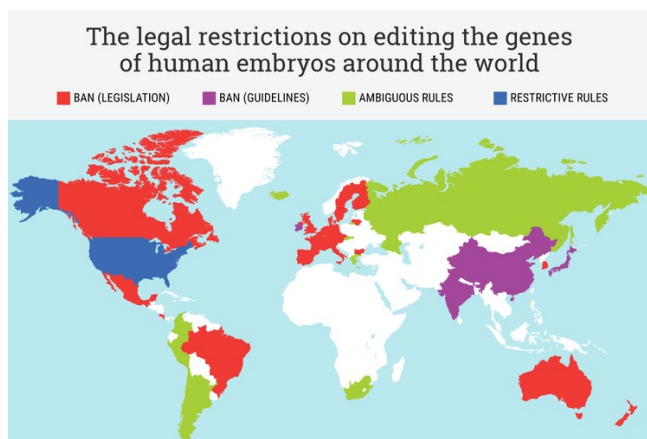 The legal restrictions on editing the genes
of human embryos around the world
BAN (LEGISLATION) BAN (GUIDELINES) AMBIGUOUS RULES RESTRICTIVE RULES